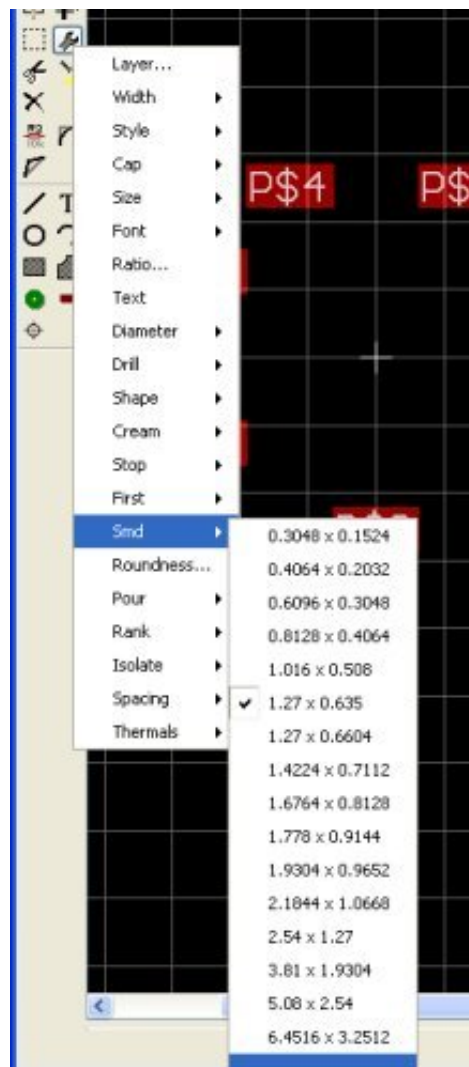 Layer...
Width
Style
Cap
Size
Font
Ratio...
Text
Diameter
Drill
Shape
Cream
Stop
First
Smd
Roundness...
Pour
Rank
Isolate
Spacing
Thermals
P$4
P$
0.3048 x 0.1524
0.4064 x 0.2032
0.6096 x 0.3048
0.8128 x 0.4064
1.016 x 0.508
1.27 x 0.635
1.27 x 0.6604
1.4224 x 0.7112
1.6764 x 0.8128
1.778 x 0.9144
1.9304 x 0.9652
2.1844 x 1.0668
2.54 x 1.27
3.81 x 1.9304
5.08 x 2.54
6.4516 x 3.2512